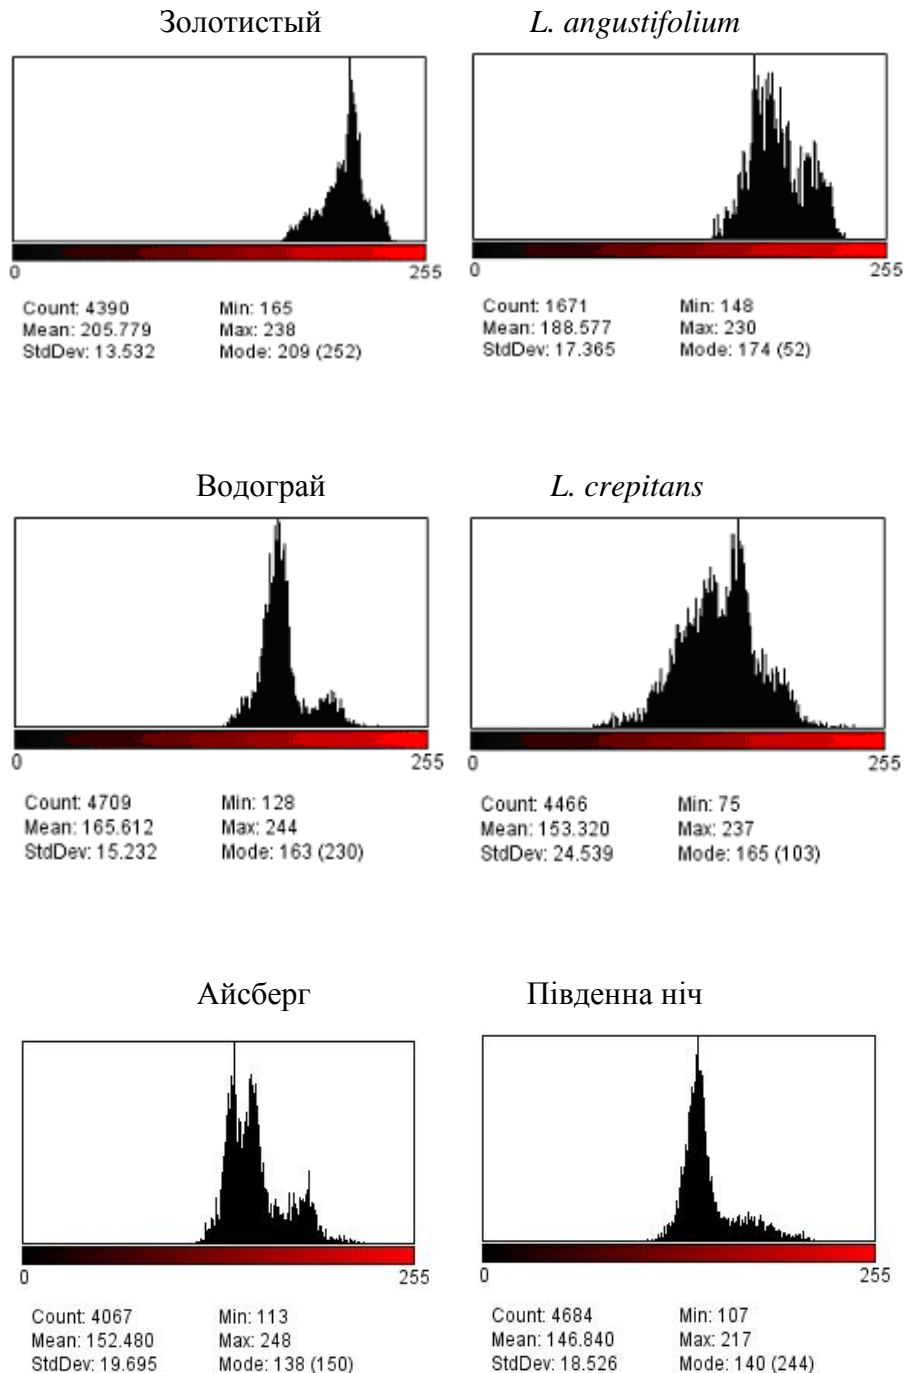 Золотистый L. angustifolium
0 255 0 255
Count: 4390 Min: 165 Count: 1671 Min: 148
Mean: 205.779 Max: 238 Mean: 188.577 Max: 230
StdDev: 13.532 Mode: 209 (252) StdDev: 17.365 Mode: 174 (52)
Водограй L. crepitans
0 255 0 255
Count: 4709 Min: 128 Count: 4466 Min: 75
Mean: 165.612 Max: 244 Mean: 153.320 Max: 237
StdDev: 15.232 Mode: 163 (230) StdDev: 24.539 Mode: 165 (103)
Айсберг Південна ніч
0 255 0 255
Count: 4067 Min: 113 Count: 4684 Min: 107
Mean: 152.480 Max: 248 Mean: 146.840 Max: 217
StdDev: 19.695 Mode: 138 (150) StdDev: 18.526 Mode: 140 (244)